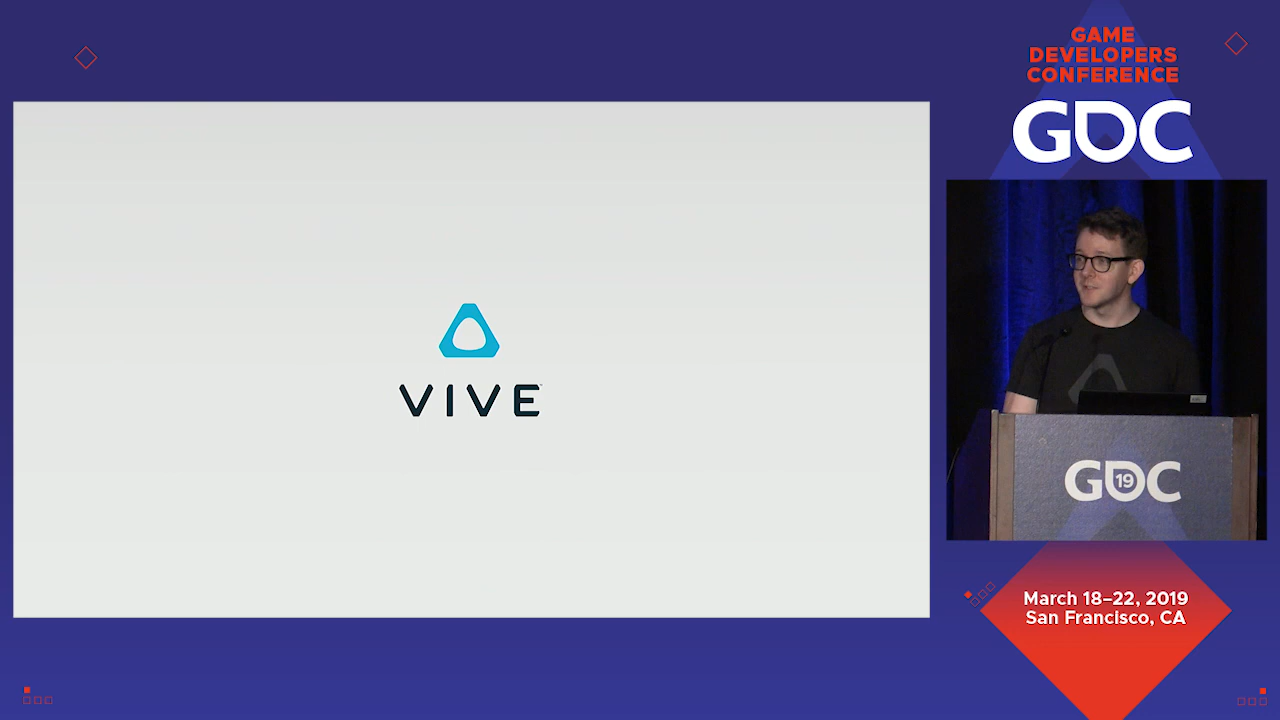 GAME
DEVELOPERS
CONFERENCE
GDC
VIVE
GDC
19
March 18–22, 2019
San Francisco, CA